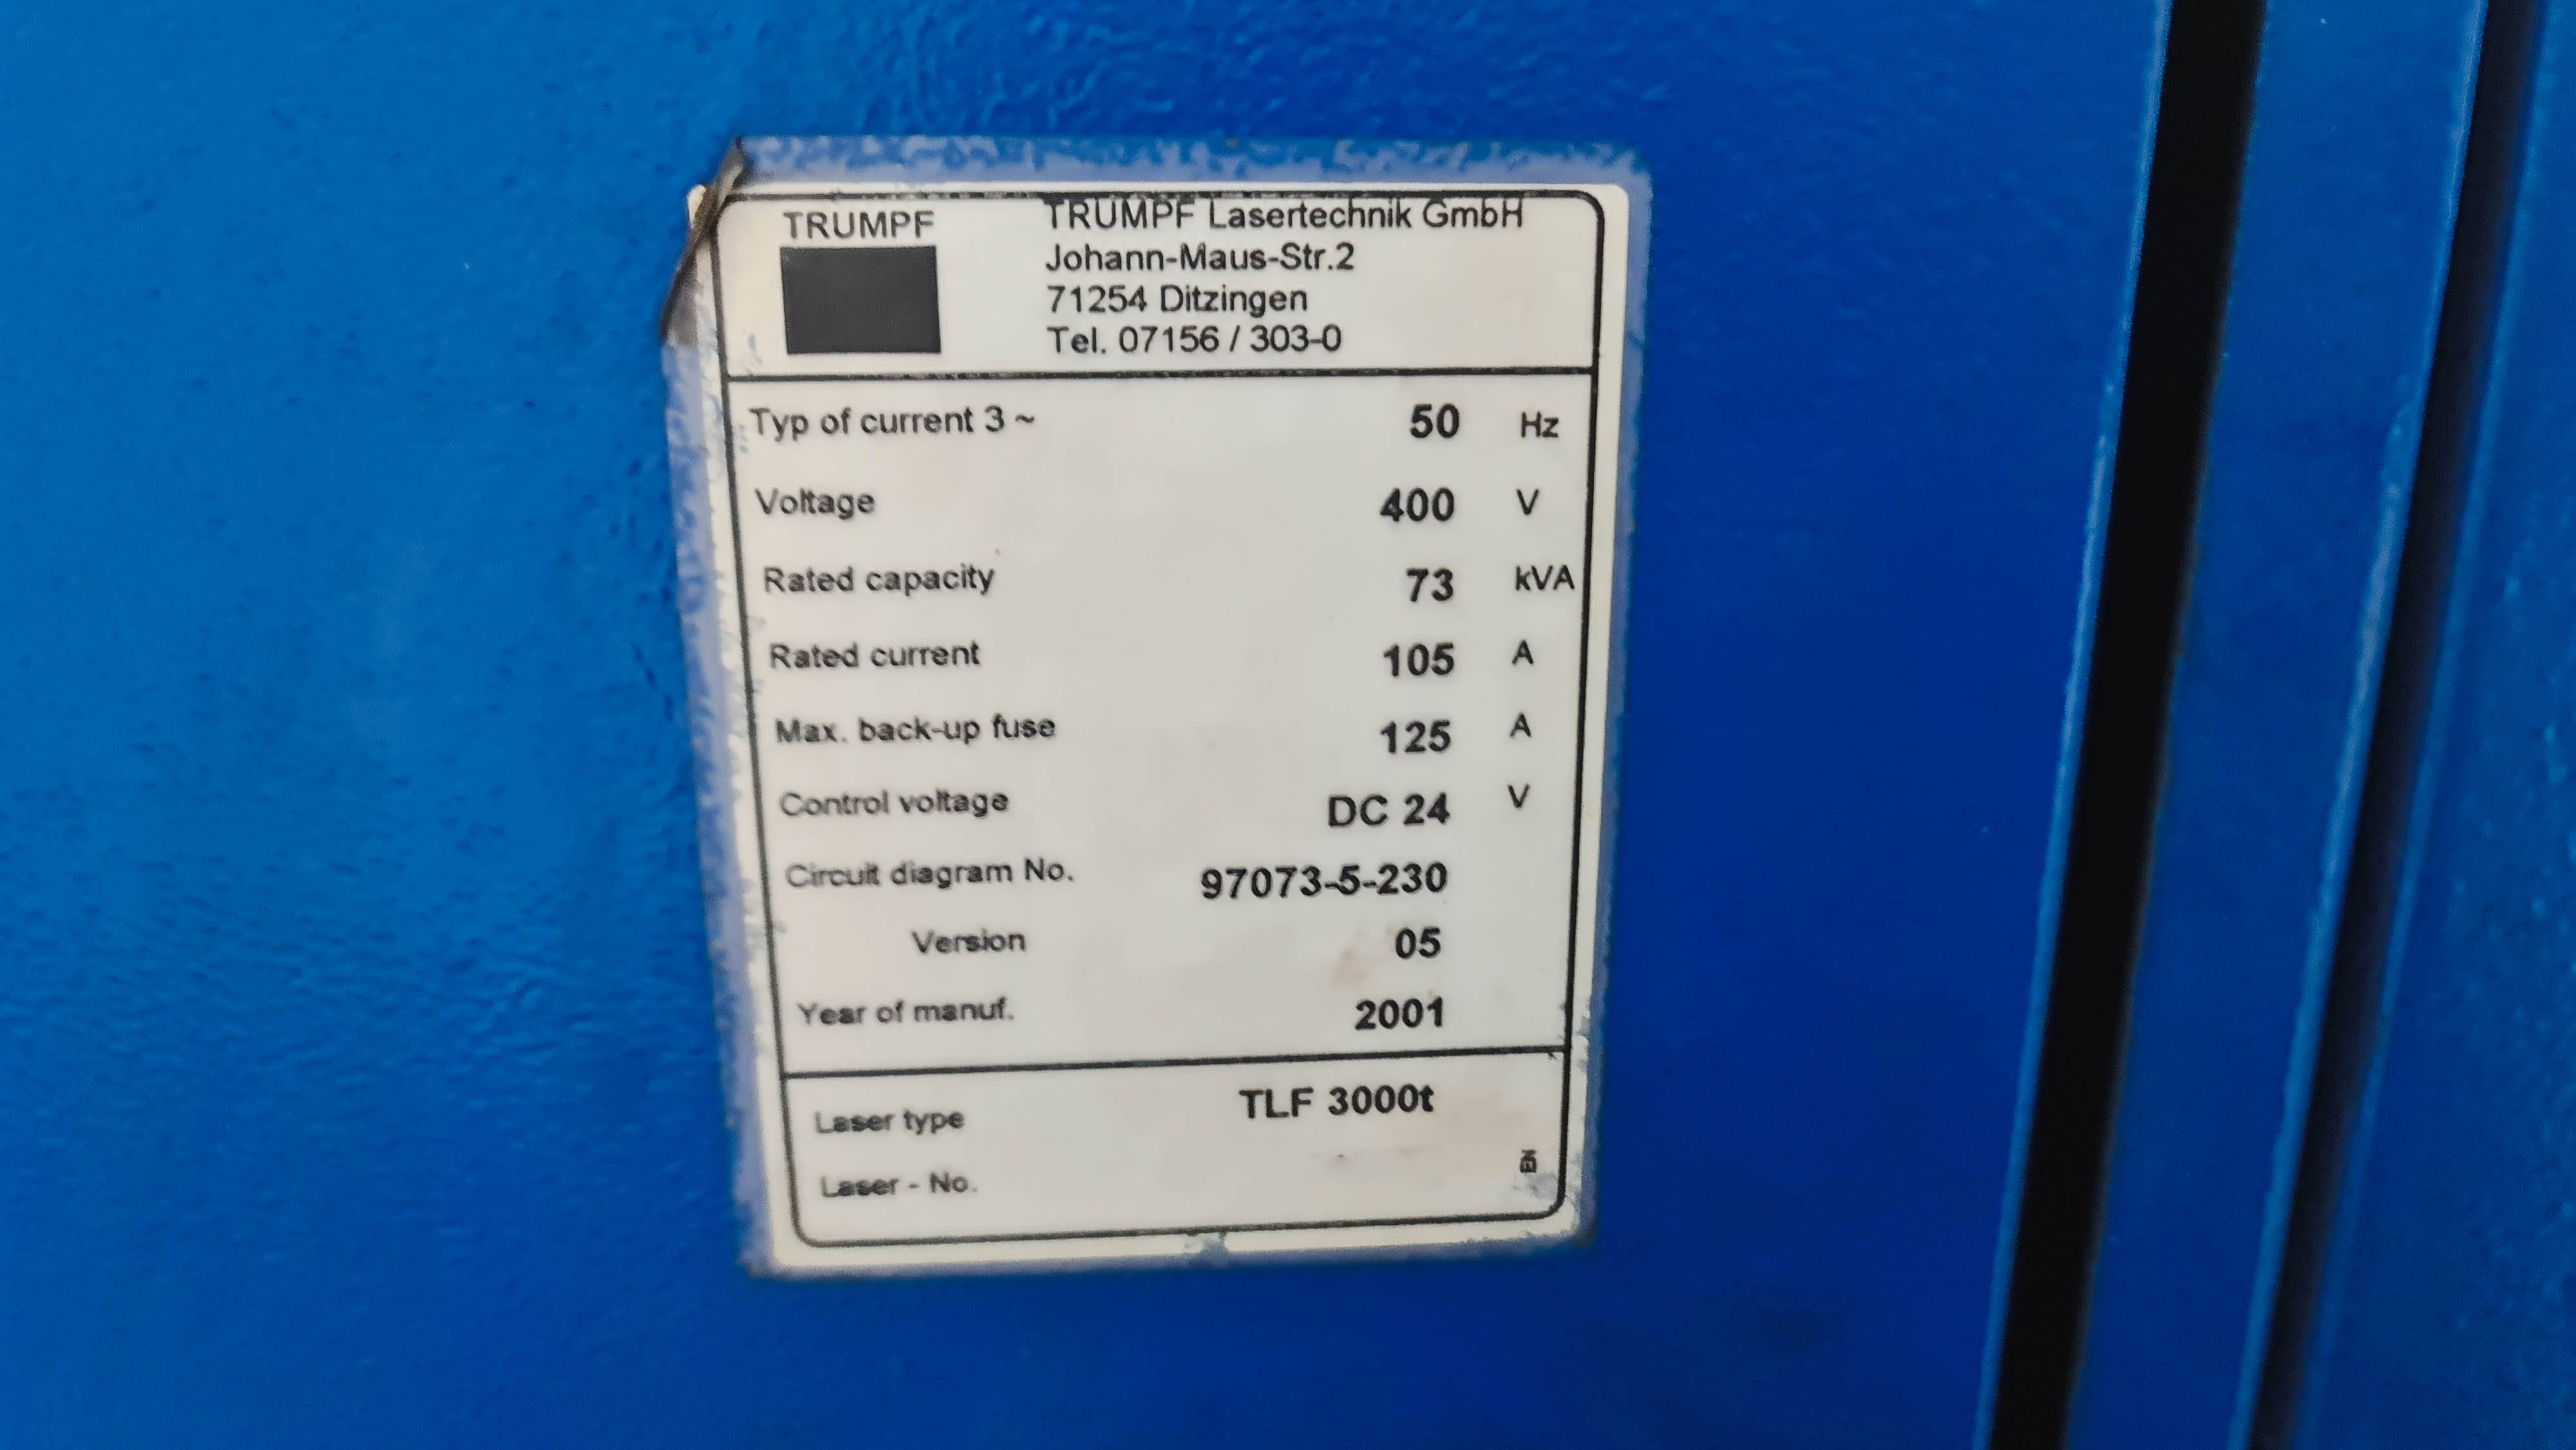 TRUMPF
TRUMPF Lasertechnik GmbH
Johann-Maus-Str.2
71254 Ditzingen
Tel. 07156 / 303-0
Typ of current 3 ~ 50 Hz
Voltage 400 V
Rated capacity 73 kVA
Rated current 105 A
Max. back-up fuse 125 A
Control voltage DC 24 V
Circuit diagram No. 97073-5-230
Version 05
Year of manuf. 2001
Laser type TLF 3000t
Laser - No.
EN